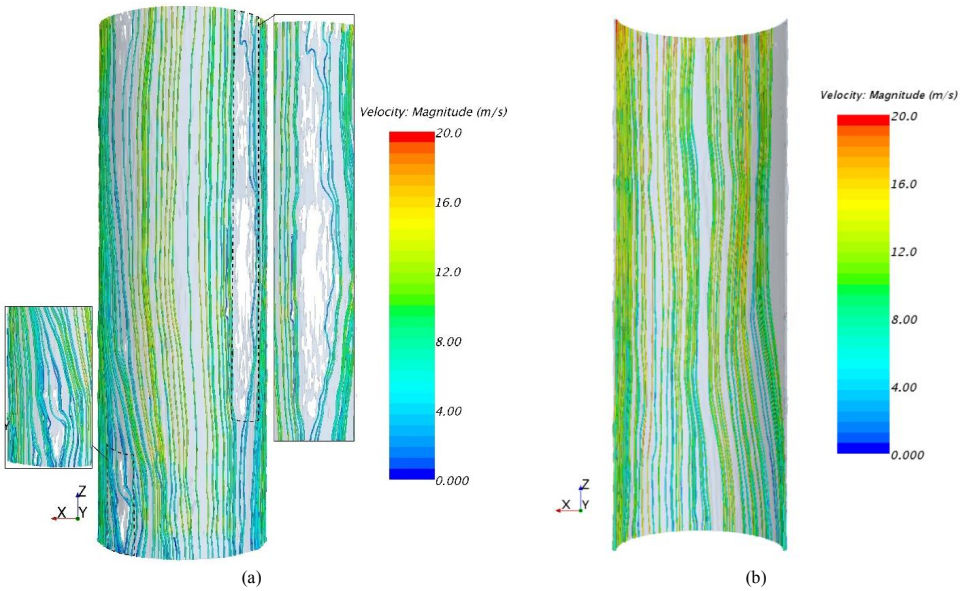 Velocity: Magnitude (m/s)
20.0
16.0
12.0
8.00
4.00
0.000
Z
X
Y
(a)
Velocity: Magnitude (m/s)
20.0
16.0
12.0
8.00
4.00
0.000
Z
X
Y
(b)